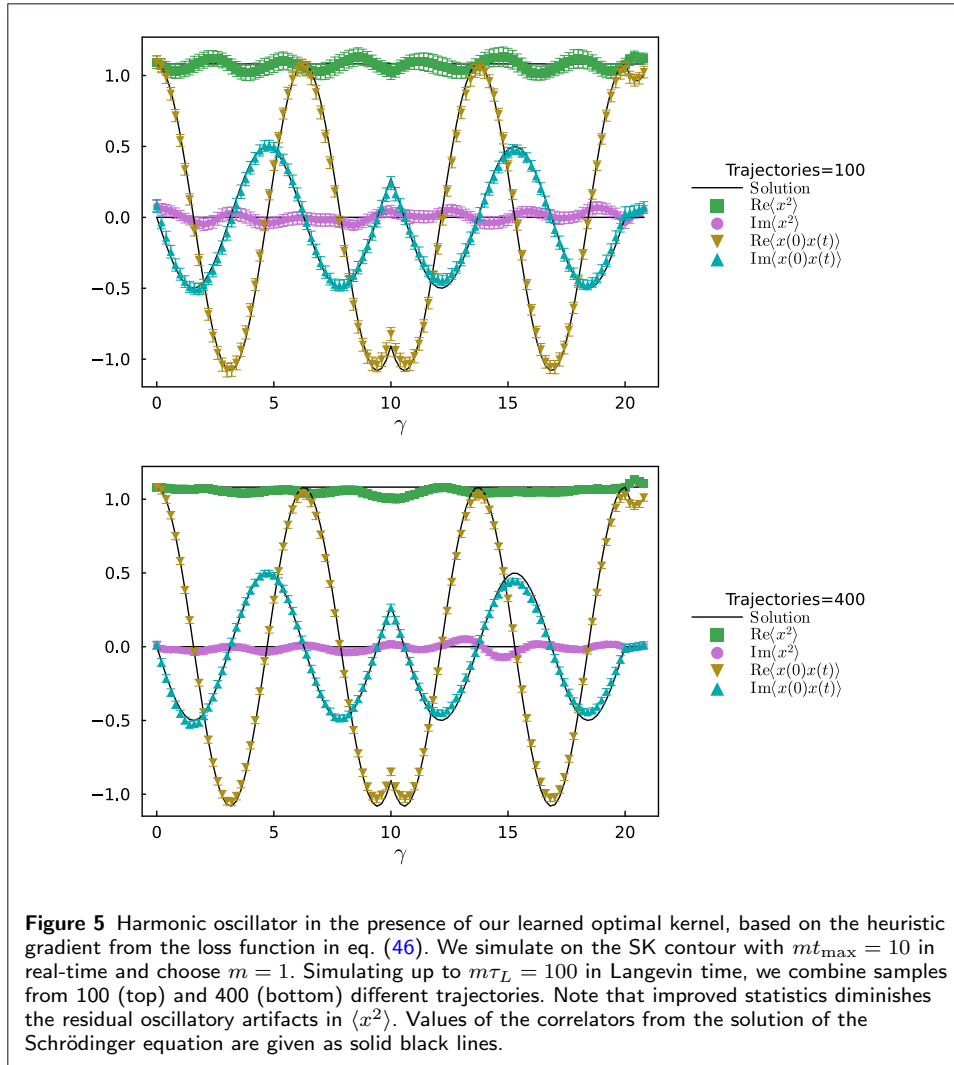 1.0
0.5
0.0
−0.5
−1.0
0 5 10 15 20
γ
Trajectories=100
Solution
Re⟨x²⟩
Im⟨x²⟩
Re⟨x(0)x(t)⟩
Im⟨x(0)x(t)⟩
1.0
0.5
0.0
−0.5
−1.0
0 5 10 15 20
γ
Trajectories=400
Solution
Re⟨x²⟩
Im⟨x²⟩
Re⟨x(0)x(t)⟩
Im⟨x(0)x(t)⟩
Figure 5 Harmonic oscillator in the presence of our learned optimal kernel, based on the heuristic
gradient from the loss function in eq. (46). We simulate on the SK contour with mt_max = 10 in
real-time and choose m = 1. Simulating up to mτ_L = 100 in Langevin time, we combine samples
from 100 (top) and 400 (bottom) different trajectories. Note that improved statistics diminishes
the residual oscillatory artifacts in ⟨x²⟩. Values of the correlators from the solution of the
Schrödinger equation are given as solid black lines.